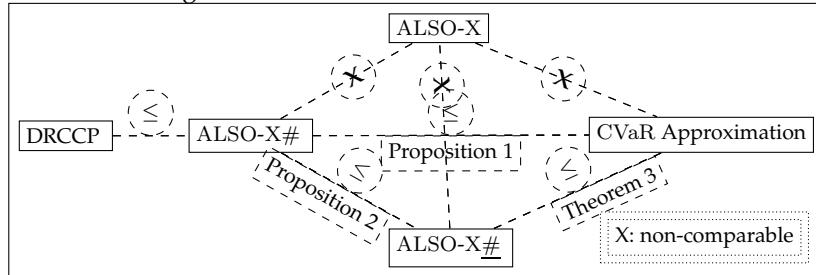 ALSO-X
X X X
≤ ≤
DRCCP ALSO-X# CVaR Approximation
Proposition 1
≤ ≤
Proposition 2 Theorem 3
ALSO-X#
X: non-comparable